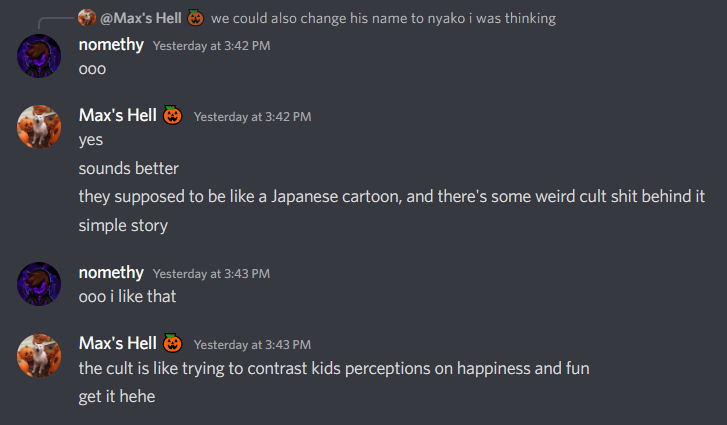 @Max's Hell 🎃 we could also change his name to nyako i was thinking
nomethy Yesterday at 3:42 PM
ooo
Max's Hell 🎃 Yesterday at 3:42 PM
yes
sounds better
they supposed to be like a Japanese cartoon, and there's some weird cult shit behind it
simple story
nomethy Yesterday at 3:43 PM
ooo i like that
Max's Hell 🎃 Yesterday at 3:43 PM
the cult is like trying to contrast kids perceptions on happiness and fun
get it hehe